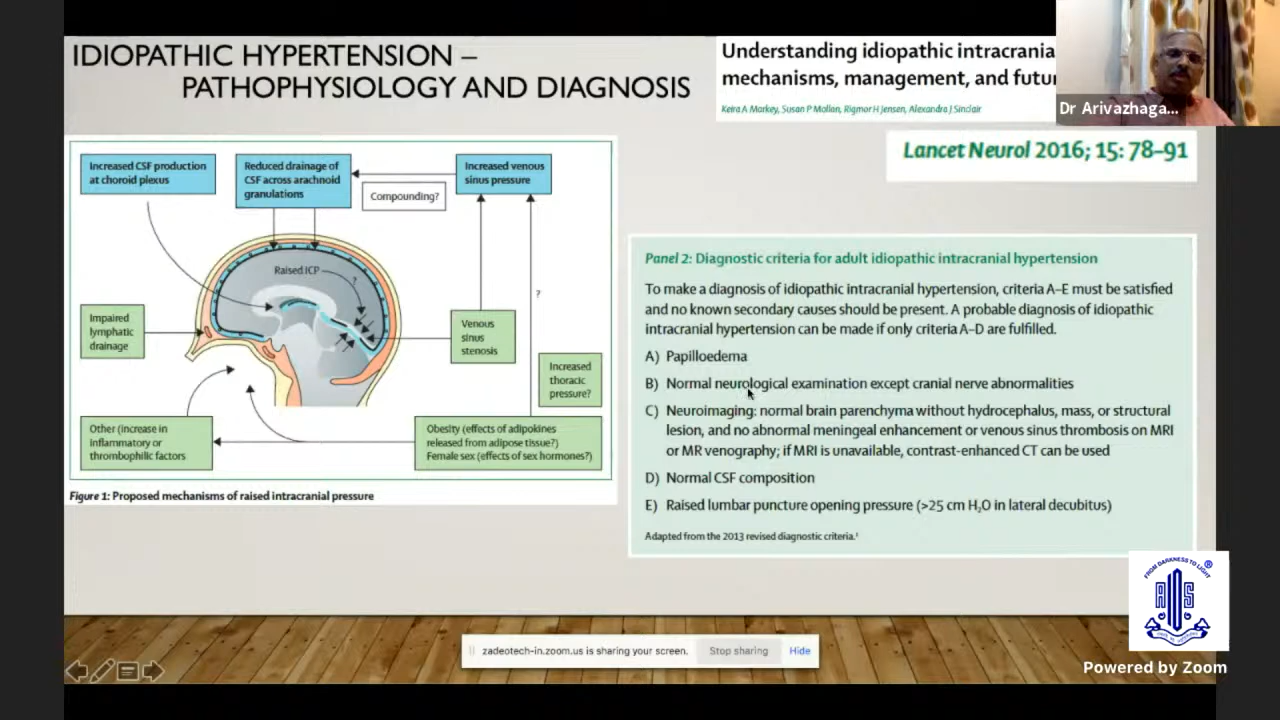 IDIOPATHIC HYPERTENSION –
PATHOPHYSIOLOGY AND DIAGNOSIS
Understanding idiopathic intracrania
mechanisms, management, and futu
Keira A Markey, Susan P Mollan, Rigmor H Jensen, Alexandra J Sinclair
Dr Arivazhaga...
Lancet Neurol 2016; 15: 78–91
Increased CSF production
at choroid plexus
Reduced drainage of
CSF across arachnoid
granulations
Compounding?
Increased venous
sinus pressure
Raised ICP
?
?
Impaired
lymphatic
drainage
Venous
sinus
stenosis
Increased
thoracic
pressure?
Other (increase in
inflammatory or
thrombophilic factors
Obesity (effects of adipokines
released from adipose tissue?)
Female sex (effects of sex hormones?)
Figure 1: Proposed mechanisms of raised intracranial pressure
Panel 2: Diagnostic criteria for adult idiopathic intracranial hypertension
To make a diagnosis of idiopathic intracranial hypertension, criteria A–E must be satisfied
and no known secondary causes should be present. A probable diagnosis of idiopathic
intracranial hypertension can be made if only criteria A–D are fulfilled.
A) Papilloedema
B) Normal neurological examination except cranial nerve abnormalities
C) Neuroimaging: normal brain parenchyma without hydrocephalus, mass, or structural
lesion, and no abnormal meningeal enhancement or venous sinus thrombosis on MRI
or MR venography; if MRI is unavailable, contrast-enhanced CT can be used
D) Normal CSF composition
E) Raised lumbar puncture opening pressure (>25 cm H₂O in lateral decubitus)
Adapted from the 2013 revised diagnostic criteria.¹
FROM DARKNESS TO LIGHT
®
zadeotech-in.zoom.us is sharing your screen.
Stop sharing
Hide
Powered by Zoom